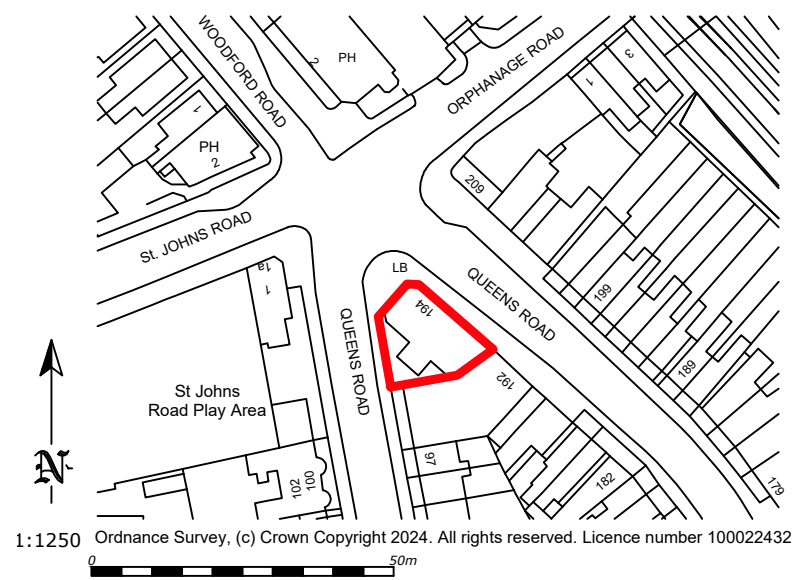 WOODFORD ROAD
2
PH
ORPHANAGE ROAD
3
1
1
PH
2
209
St. JOHNS ROAD
1a
1
LB
194
QUEENS ROAD
199
QUEENS ROAD
189
St Johns
Road Play Area
192
97
182
179
102
100
N
1:1250
Ordnance Survey, (c) Crown Copyright 2024. All rights reserved. Licence number 100022432
0
50m